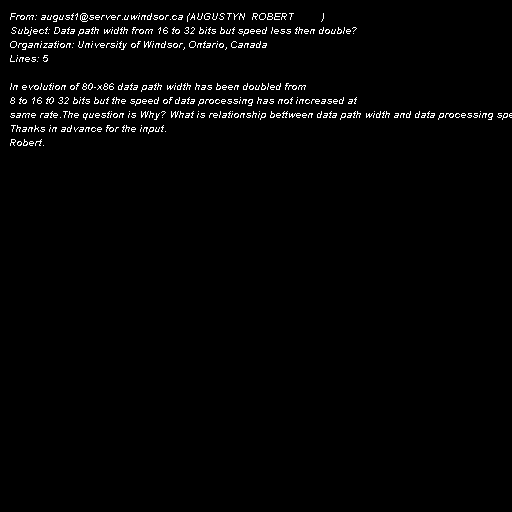 From: august1@server.uwindsor.ca (AUGUSTYN  ROBERT         )
Subject: Data path width from 16 to 32 bits but speed less then double?
Organization: University of Windsor, Ontario, Canada
Lines: 5

In evolution of 80-x86 data path width has been doubled from
8 to 16 t0 32 bits but the speed of data processing has not increased at
same rate.The question is Why? What is relationship bettween data path width and data processing
Thanks in advance for the input.
Robert.